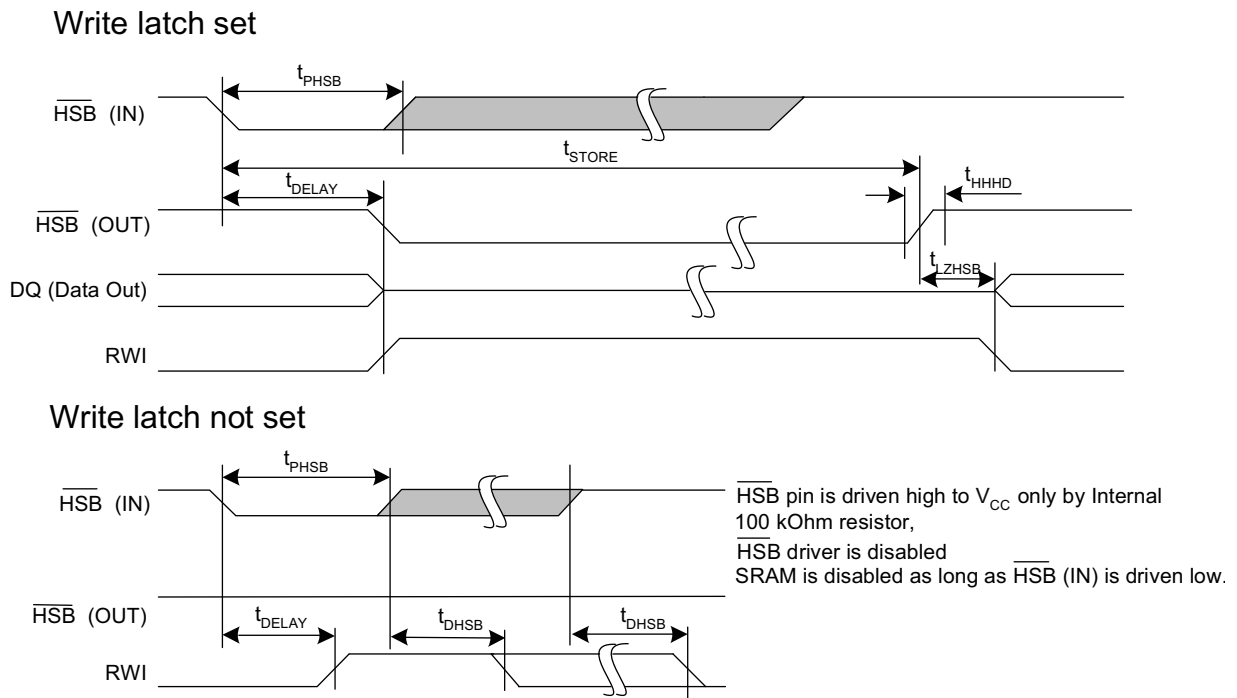 Write latch set
tPHSB
HSB (IN)
tSTORE
tDELAY
tHHHD
HSB (OUT)
tLZHSB
DQ (Data Out)
RWI
Write latch not set
tPHSB
HSB (IN)
HSB pin is driven high to VCC only by Internal
100 kOhm resistor,
HSB driver is disabled
SRAM is disabled as long as HSB (IN) is driven low.
HSB (OUT)
tDELAY
tDHSB
tDHSB
RWI